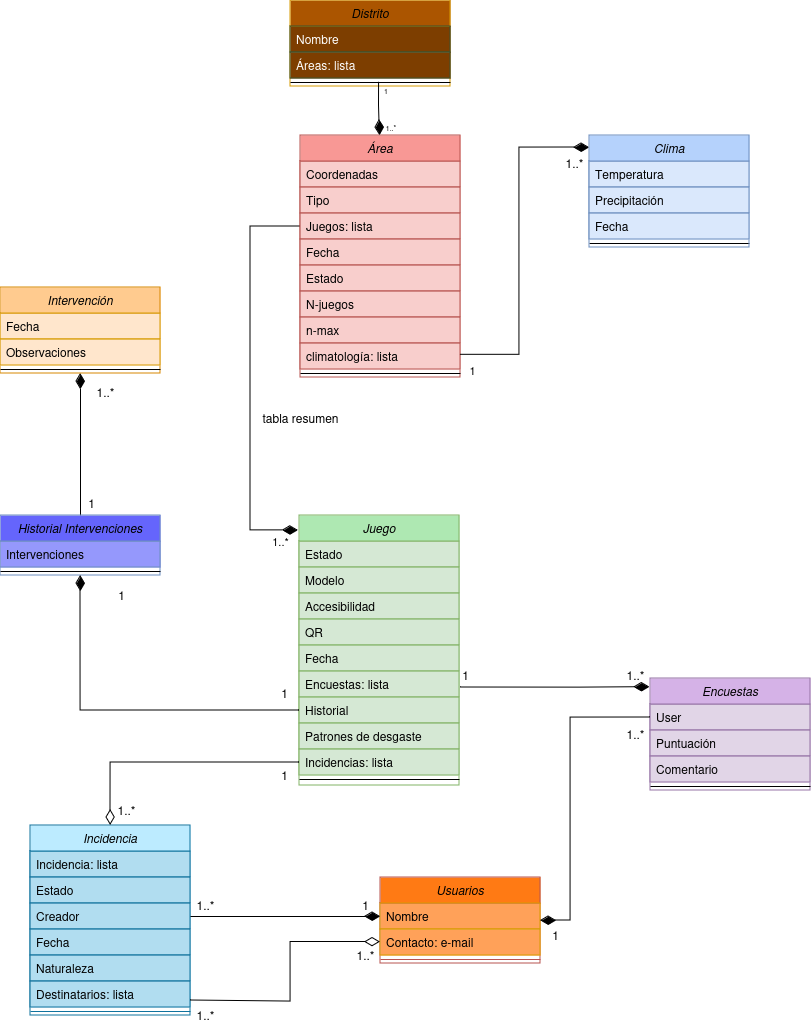 Distrito
Nombre
Áreas: lista
1
1..*
Área
Coordenadas
Tipo
Juegos: lista
Fecha
Estado
N-juegos
n-max
climatología: lista
1
Clima
1..*
Temperatura
Precipitación
Fecha
Intervención
Fecha
Observaciones
1..*
1
tabla resumen
Historial Intervenciones
Intervenciones
1
1..*
Juego
Estado
Modelo
Accesibilidad
QR
Fecha
Encuestas: lista
Historial
Patrones de desgaste
Incidencias: lista
1
1
1
1..*
Encuestas
User
1..*
Puntuación
Comentario
1..*
Incidencia
Incidencia: lista
Estado
Creador
Fecha
Naturaleza
Destinatarios: lista
1..*
1
1..*
1..*
Usuarios
Nombre
Contacto: e-mail
1